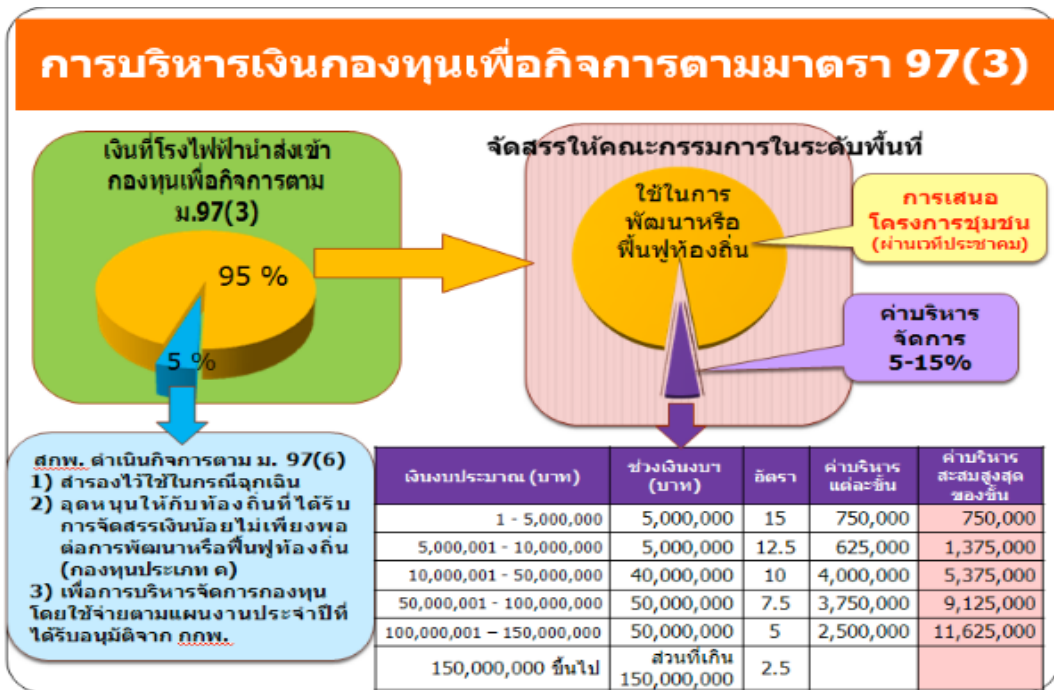 การบริหารเงินกองทุนเพื่อกิจการตามมาตรา 97(3)
เงินที่โรงไฟฟ้านำส่งเข้า
กองทุนเพื่อกิจการตาม
ม.97(3)
95 %
5 %
จัดสรรให้คณะกรรมการในระดับพื้นที่
ใช้ในการ
พัฒนาหรือ
ฟื้นฟูท้องถิ่น
การเสนอ
โครงการชุมชน
(ผ่านเวทีประชาคม)
ค่าบริหาร
จัดการ
5-15%
สกพ. ดำเนินกิจการตาม ม. 97(6)
1) สำรองไว้ใช้ในกรณีฉุกเฉิน
2) อุดหนุนให้กับท้องถิ่นที่ได้รับ
การจัดสรรเงินน้อยไม่เพียงพอ
ต่อการพัฒนาหรือฟื้นฟูท้องถิ่น
(กองทุนประเภท ค)
3) เพื่อการบริหารจัดการกองทุน
โดยใช้จ่ายตามแผนงานประจำปีที่
ได้รับอนุมัติจาก กกพ.
เงินงบประมาณ (บาท) ช่วงเงินงบฯ (บาท) อัตรา ค่าบริหารแต่ละขั้น ค่าบริหารสะสมสูงสุดของขั้น
1 - 5,000,000 5,000,000 15 750,000 750,000
5,000,001 - 10,000,000 5,000,000 12.5 625,000 1,375,000
10,000,001 - 50,000,000 40,000,000 10 4,000,000 5,375,000
50,000,001 - 100,000,000 50,000,000 7.5 3,750,000 9,125,000
100,000,001 – 150,000,000 50,000,000 5 2,500,000 11,625,000
150,000,000 ขึ้นไป ส่วนที่เกิน 150,000,000 2.5